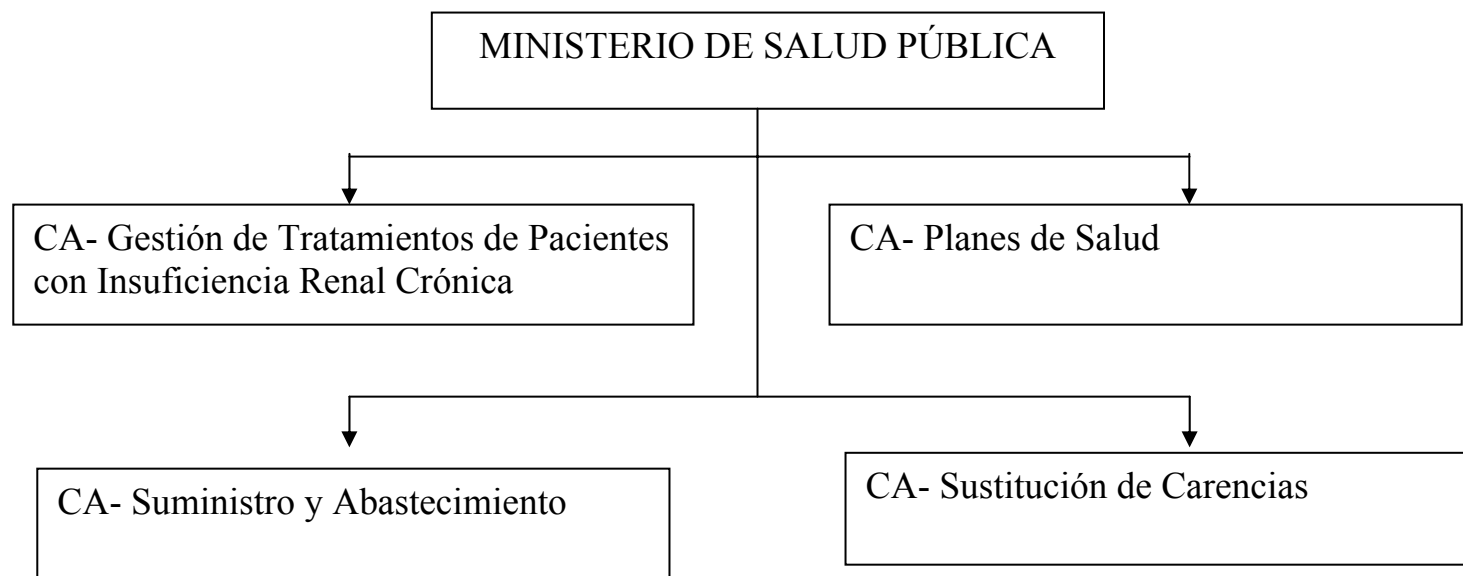 MINISTERIO DE SALUD PÚBLICA
CA- Gestión de Tratamientos de Pacientes
con Insuficiencia Renal Crónica
CA- Planes de Salud
CA- Suministro y Abastecimiento
CA- Sustitución de Carencias